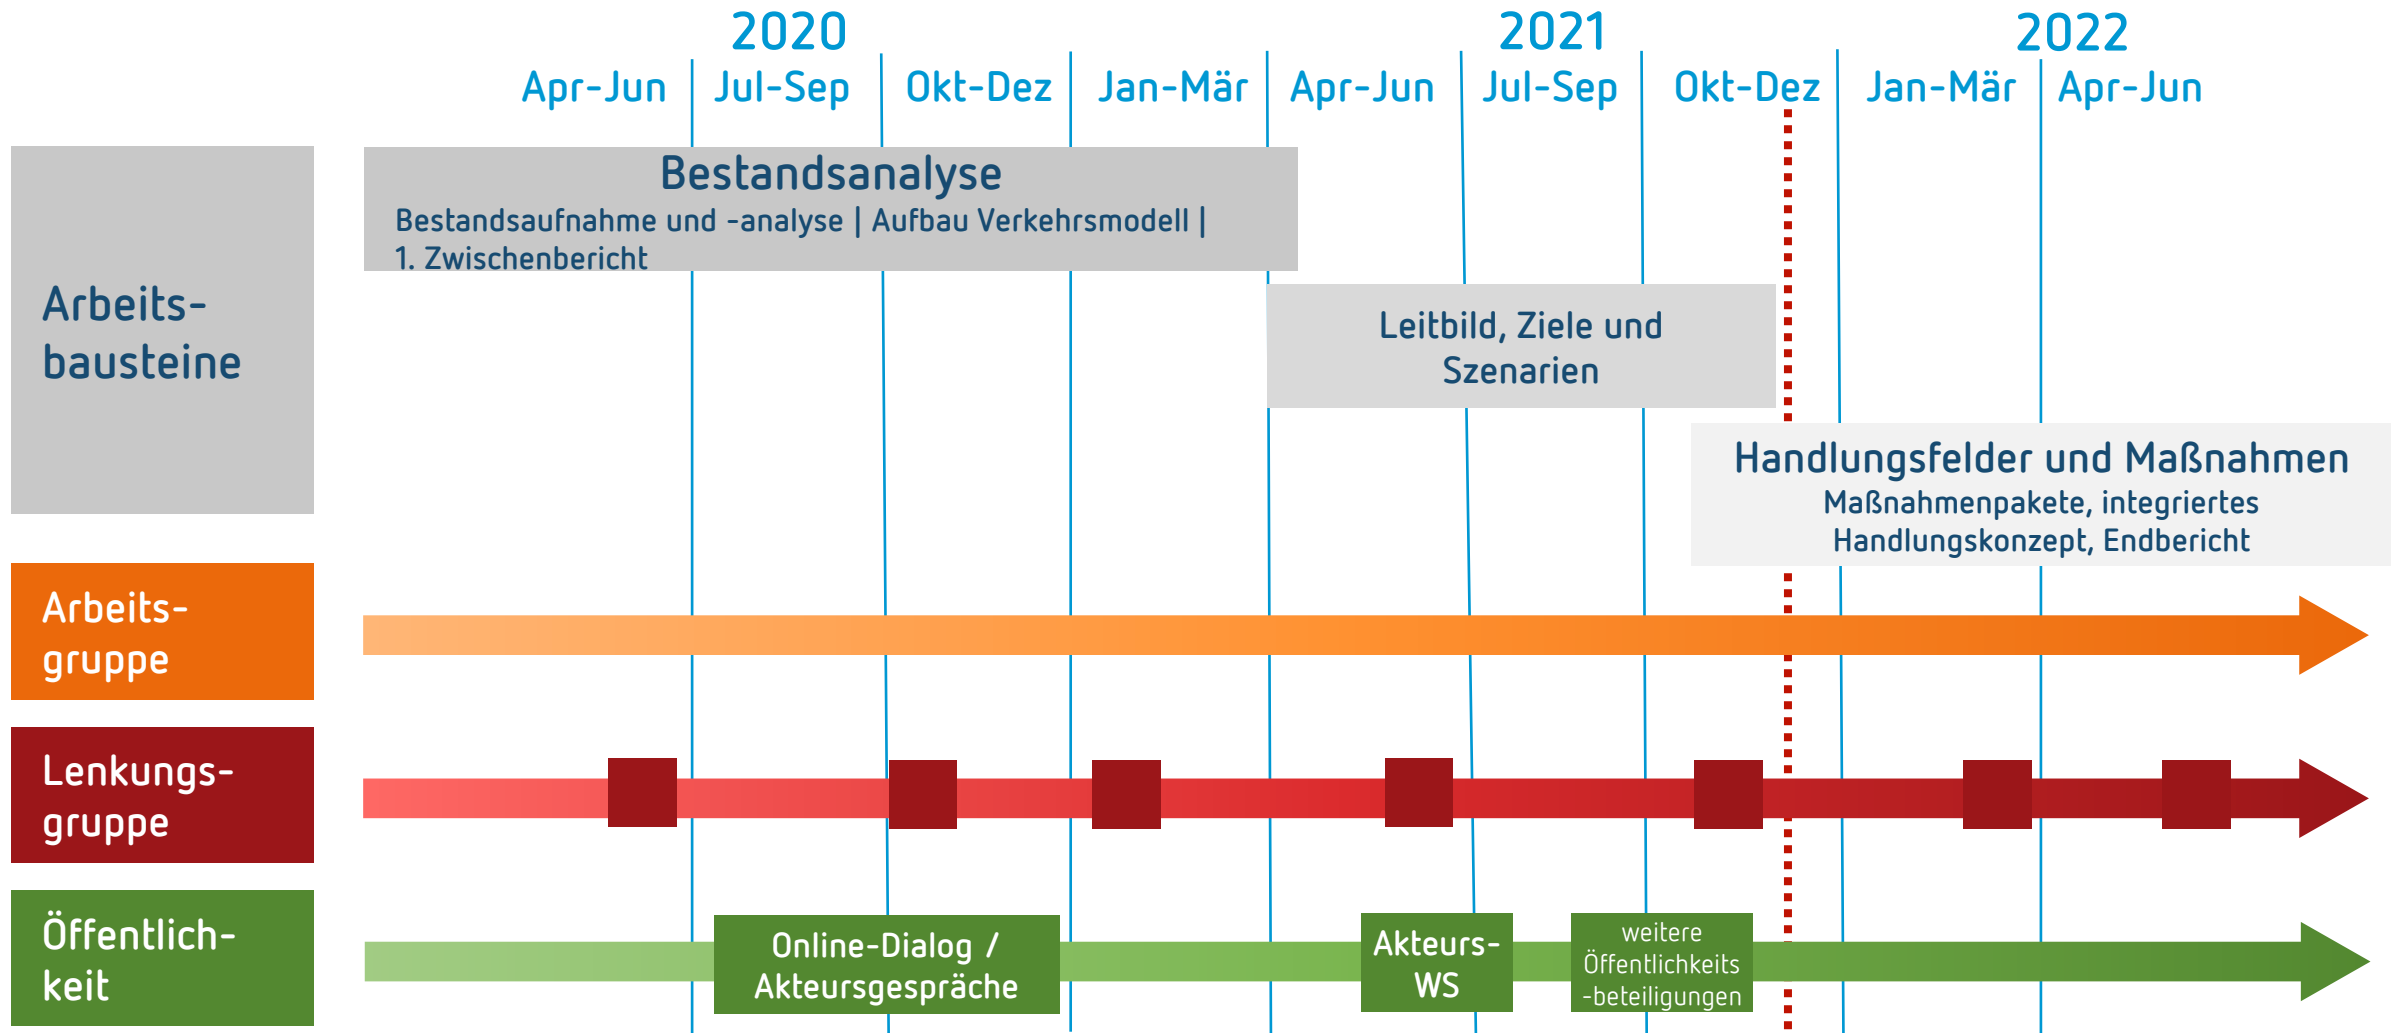 2020 2021 2022
Apr-Jun Jul-Sep Okt-Dez Jan-Mär Apr-Jun Jul-Sep Okt-Dez Jan-Mär Apr-Jun
Arbeits-
bausteine
Bestandsanalyse
Bestandsaufnahme und -analyse | Aufbau Verkehrsmodell |
1. Zwischenbericht
Leitbild, Ziele und
Szenarien
Handlungsfelder und Maßnahmen
Maßnahmenpakete, integriertes
Handlungskonzept, Endbericht
Arbeits-
gruppe
Lenkungs-
gruppe
Öffentlich-
keit
Online-Dialog /
Akteursgespräche
Akteurs-
WS
weitere
Öffentlichkeits
-beteiligungen